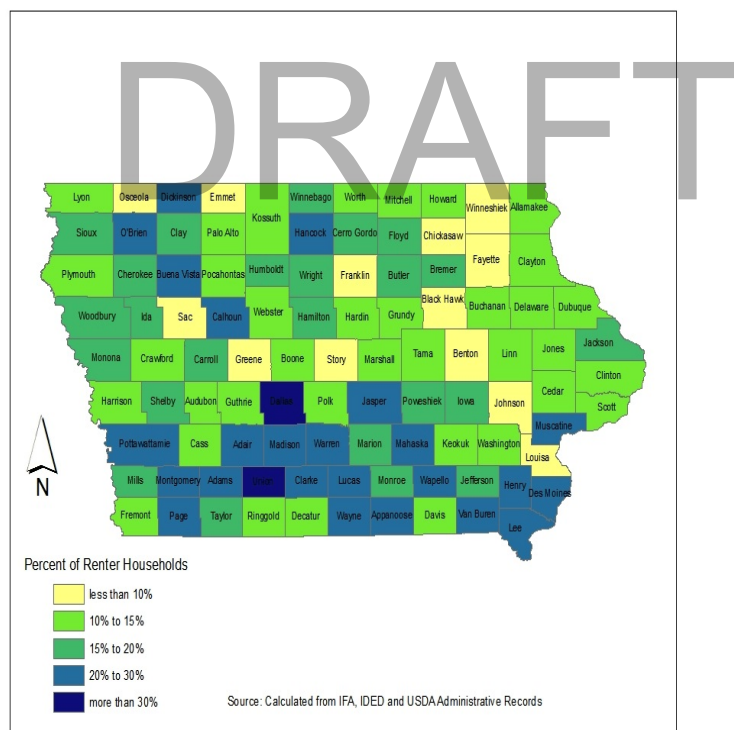 DRAFT
Lyon Osceola Dickinson Emmet Winnebago Worth Mitchell Howard Winneshiek Allamakee
Kossuth
Sioux O'Brien Clay Palo Alto Hancock Cerro Gordo Floyd Chickasaw
Fayette Clayton
Plymouth Cherokee Buena Vista Pocahontas Humboldt Wright Franklin Butler Bremer
Woodbury Ida Sac Calhoun Webster Hamilton Hardin Grundy Black Hawk Buchanan Delaware Dubuque
Monona Crawford Carroll Greene Boone Story Marshall Tama Benton Linn Jones Jackson
Clinton
Harrison Shelby Audubon Guthrie Dallas Polk Jasper Poweshiek Iowa Johnson Cedar Scott
Muscatine
Pottawattamie Cass Adair Madison Warren Marion Mahaska Keokuk Washington
Louisa
Mills Montgomery Adams Union Clarke Lucas Monroe Wapello Jefferson Henry Des Moines
Fremont Page Taylor Ringgold Decatur Wayne Appanoose Davis Van Buren Lee
N
Percent of Renter Households
less than 10%
10% to 15%
15% to 20%
20% to 30%
more than 30%
Source: Calculated from IFA, IDED and USDA Administrative Records